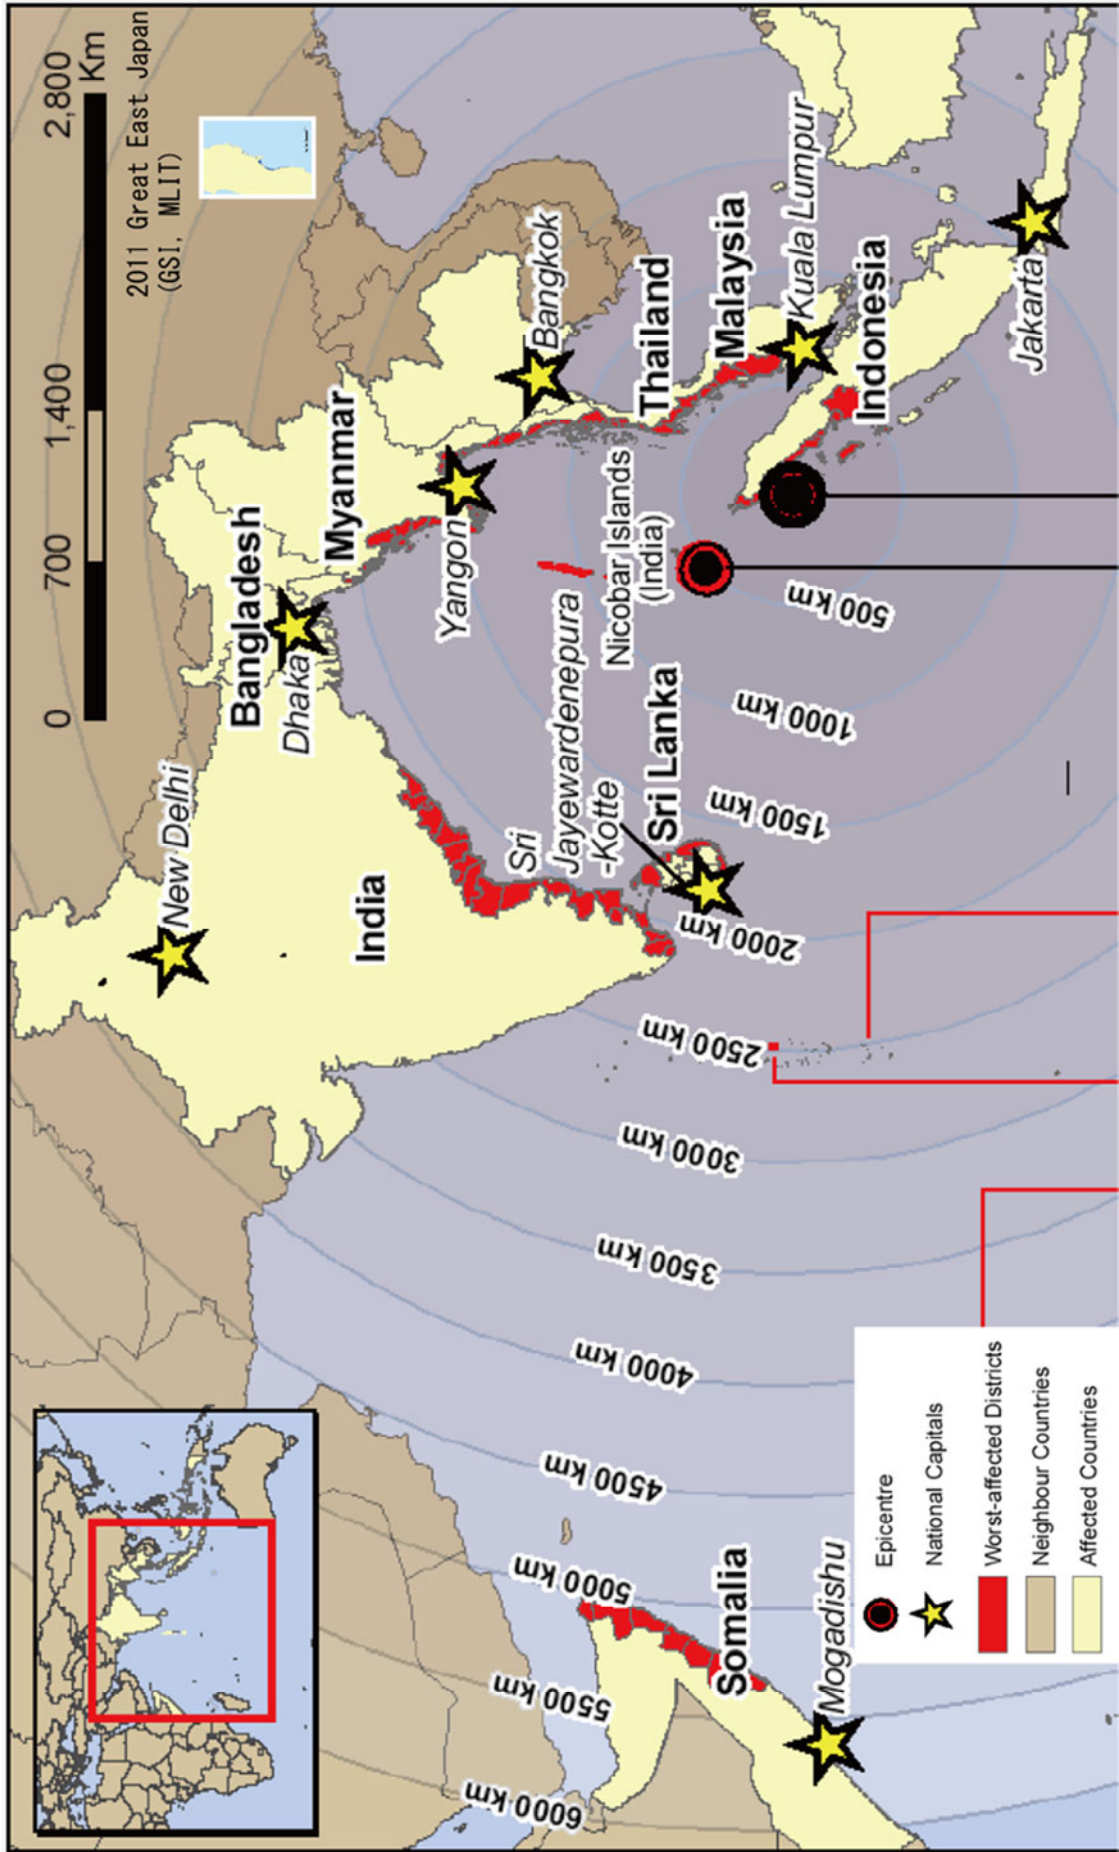 0
700
1,400
2,800
Km
2011 Great East Japan
(GSI, MLIT)
New Delhi
Bangladesh
Dhaka
Myanmar
Yangon
Bangkok
India
Sri
Jayewardenepura
-Kotte
Sri Lanka
Nicobar Islands
(India)
Thailand
Malaysia
Kuala Lumpur
Indonesia
Jakarta
500 km
1000 km
1500 km
2000 km
2500 km
3000 km
3500 km
4000 km
4500 km
5000 km
5500 km
6000 km
Somalia
Mogadishu
Epicentre
National Capitals
Worst-affected Districts
Neighbour Countries
Affected Countries